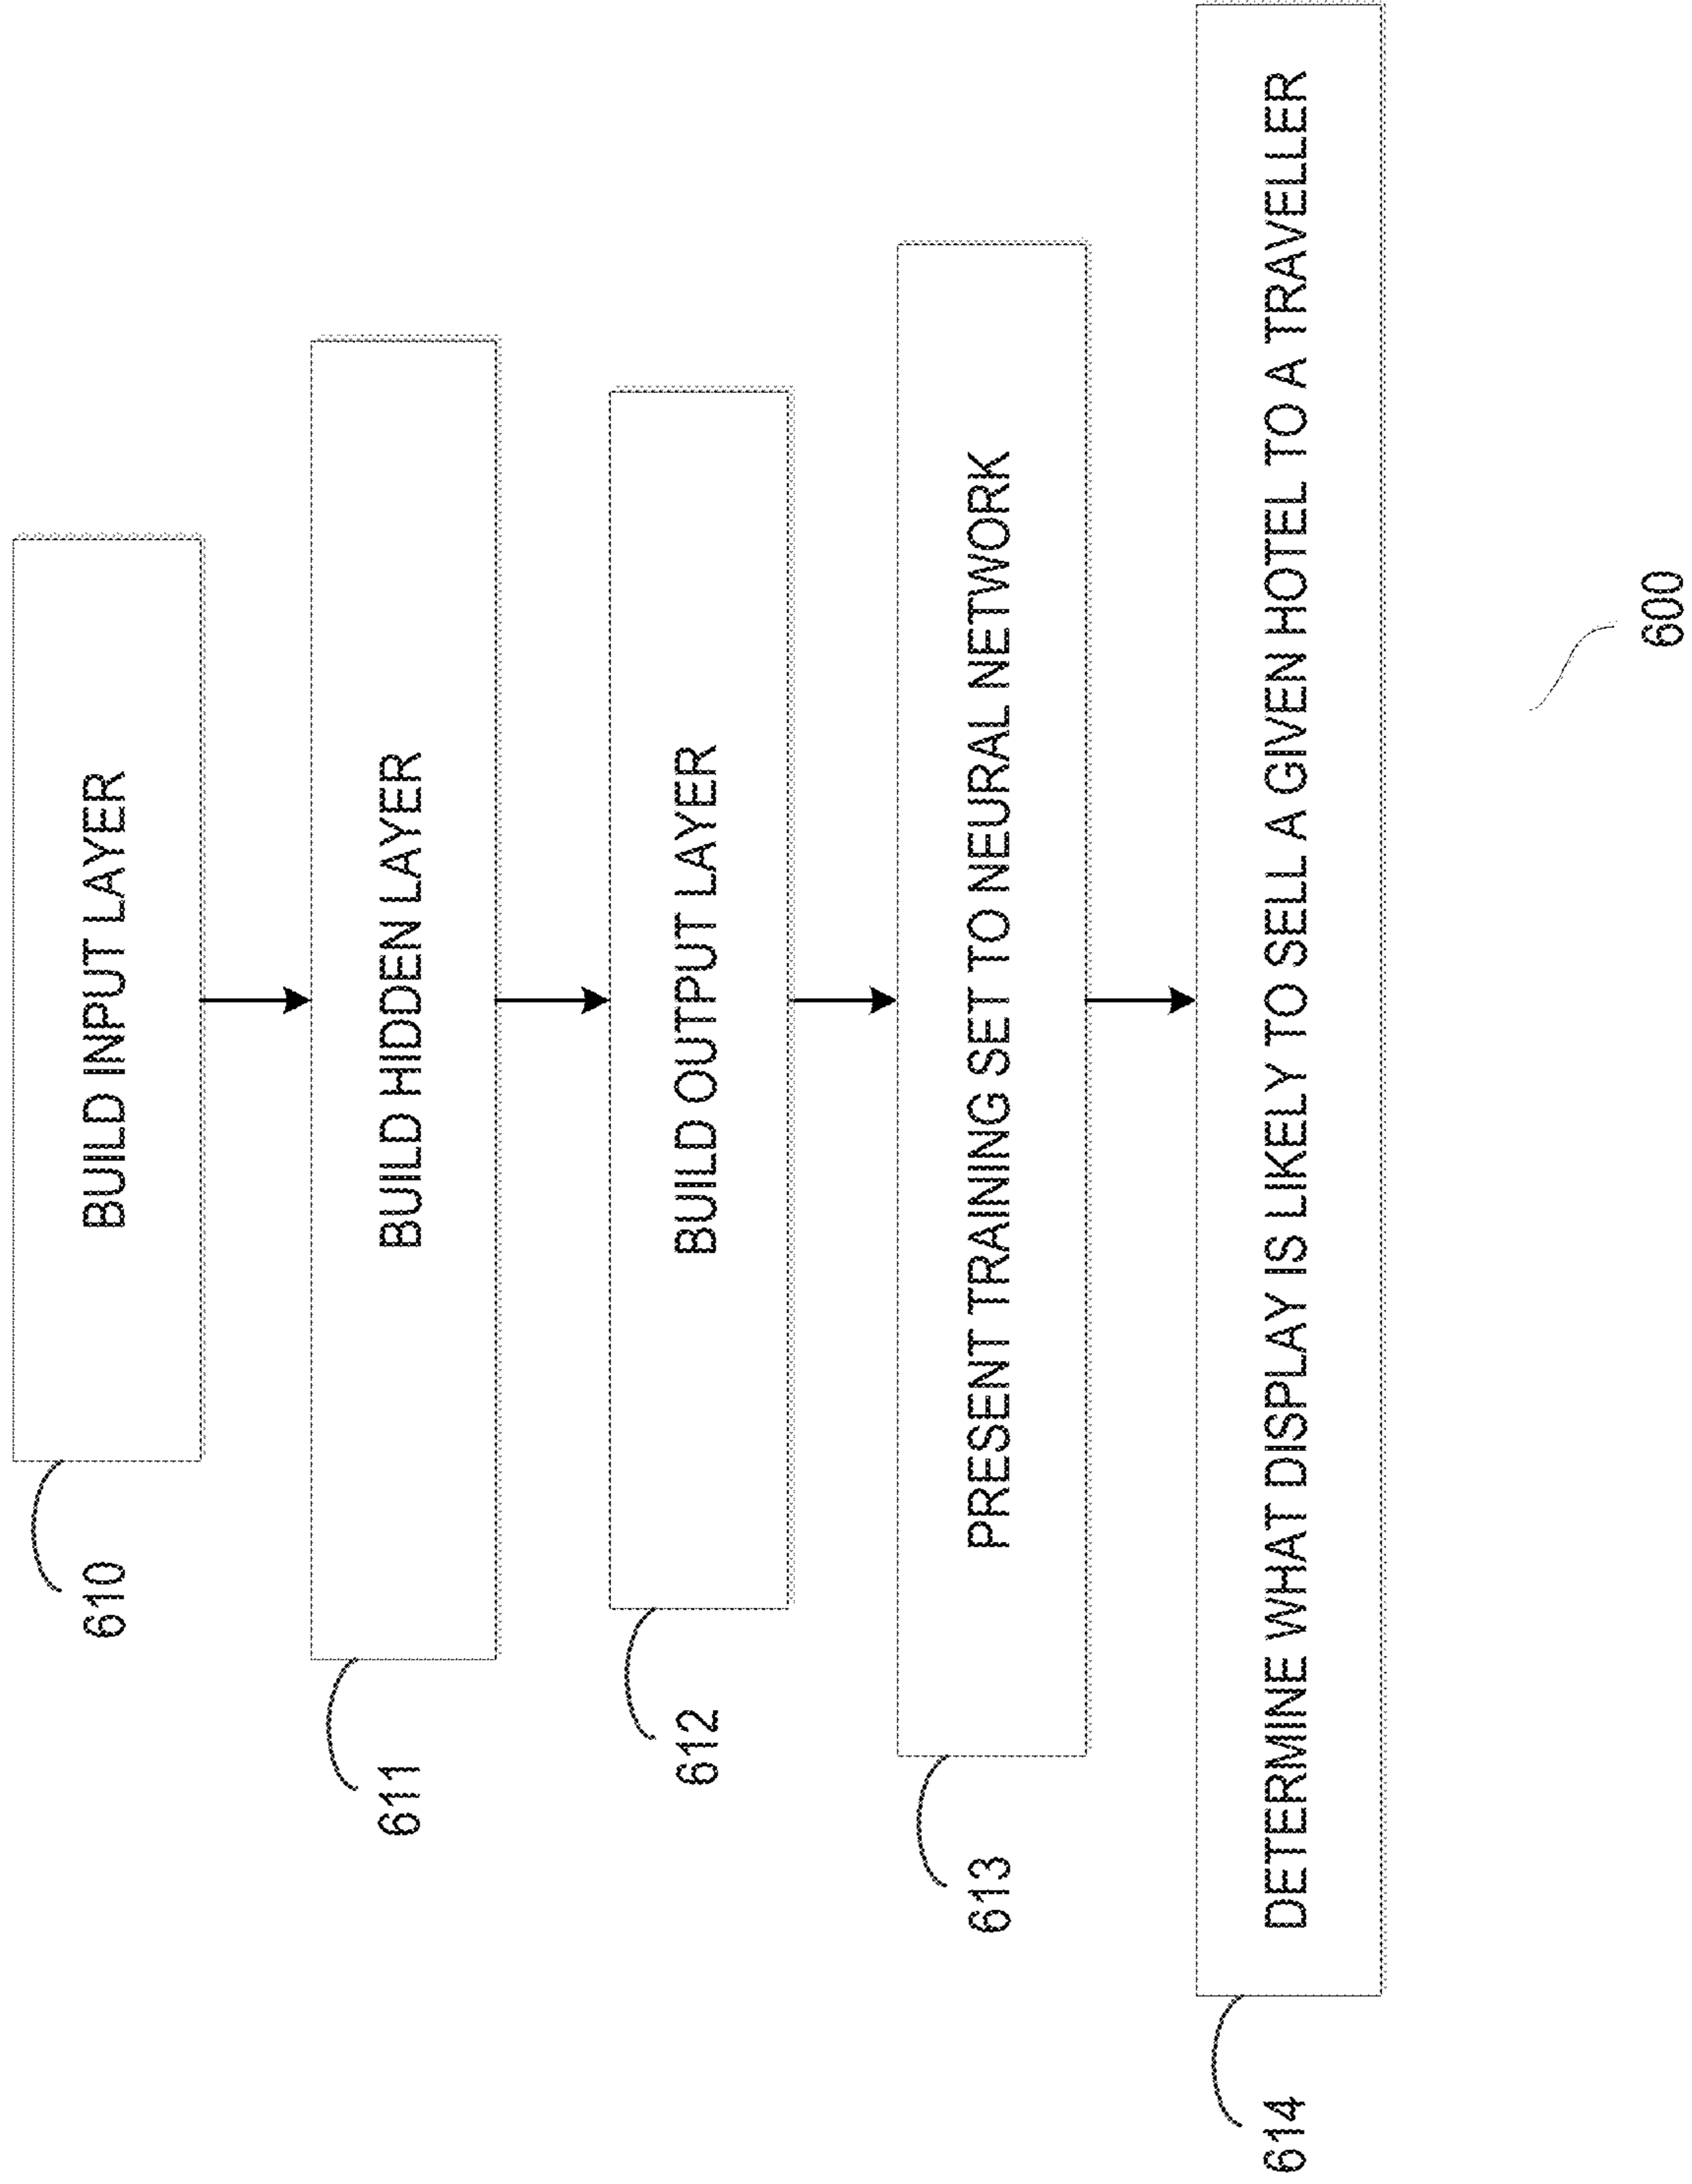 610
BUILD INPUT LAYER
611
BUILD HIDDEN LAYER
612
BUILD OUTPUT LAYER
613
PRESENT TRAINING SET TO NEURAL NETWORK
614
DETERMINE WHAT DISPLAY IS LIKELY TO SELL A GIVEN HOTEL TO A TRAVELLER
600